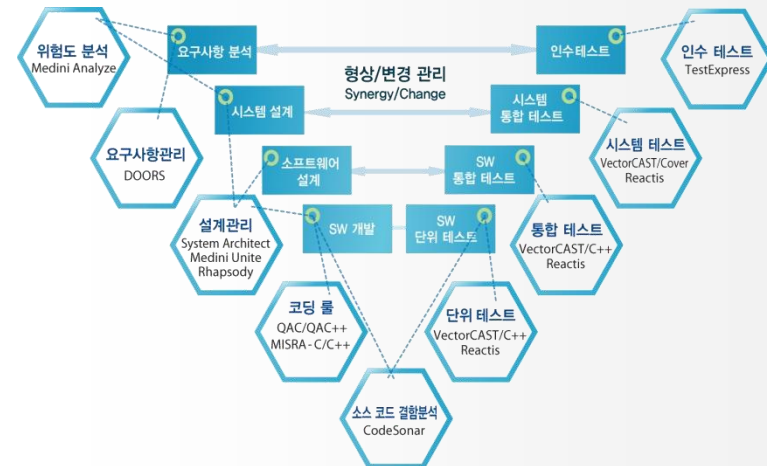 위험도 분석
Medini Analyze
요구사항 분석
인수 테스트
인수 테스트
TestExpress
형상/변경 관리
Synergy/Change
요구사항관리
DOORS
시스템 설계
시스템
통합 테스트
시스템 테스트
VectorCAST/Cover
Reactis
설계관리
System Architect
Medini Unite
Rhapsody
소프트웨어
설계
SW
통합 테스트
통합 테스트
VectorCAST/C++
Reactis
SW 개발
SW
단위 테스트
코딩 룰
QAC/QAC++
MISRA - C/C++
단위 테스트
VectorCAST/C++
Reactis
소스 코드 결함분석
CodeSonar